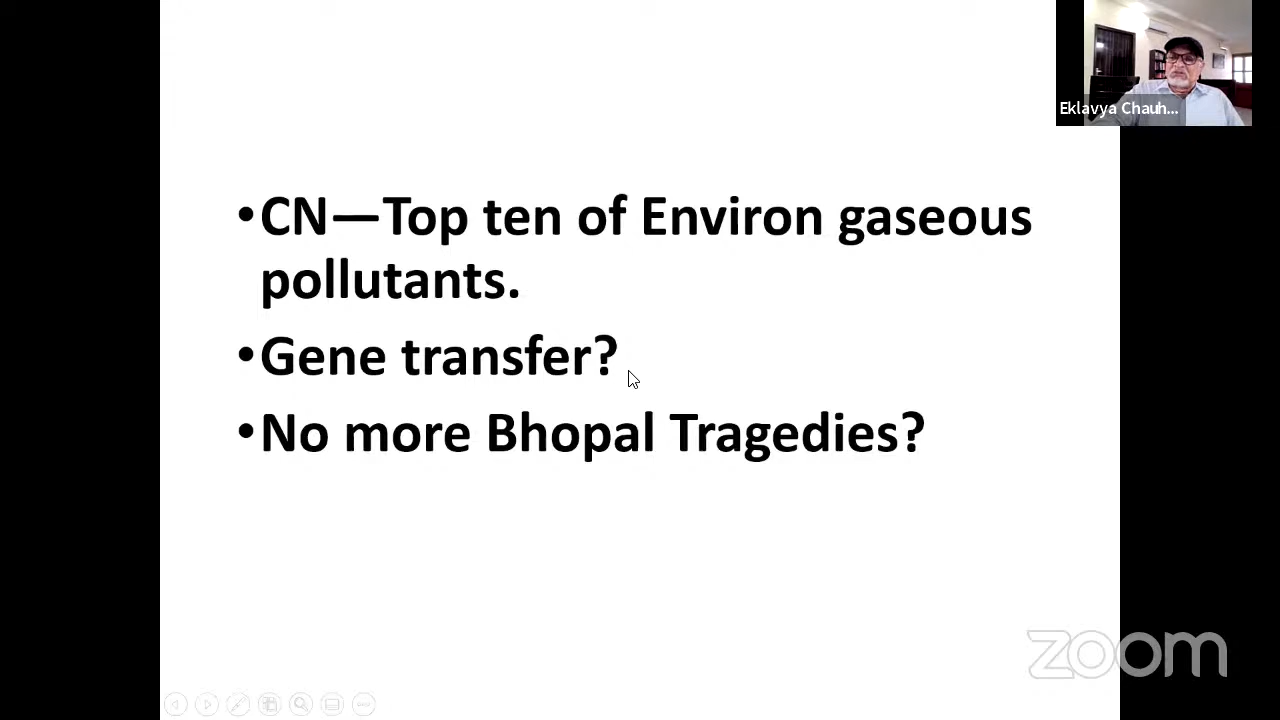 Eklavya Chauh...
•CN—Top ten of Environ gaseous
pollutants.
•Gene transfer?
•No more Bhopal Tragedies?
zoom